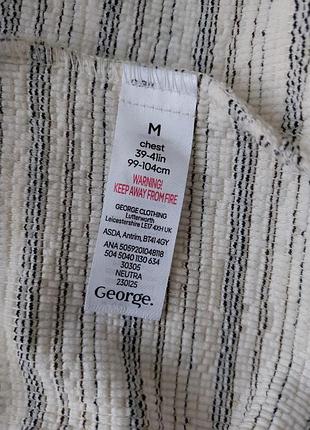 M
chest
39-41in
99-104cm
WARNING!
KEEP AWAY FROM FIRE
GEORGE CLOTHING
Lutterworth
Leicestershire LE17 4XH UK
ASDA, Antrim, BT41 4GY
ANA 5059201048118
504 5040 1130 634
30305
NEUTRA
230125
George.